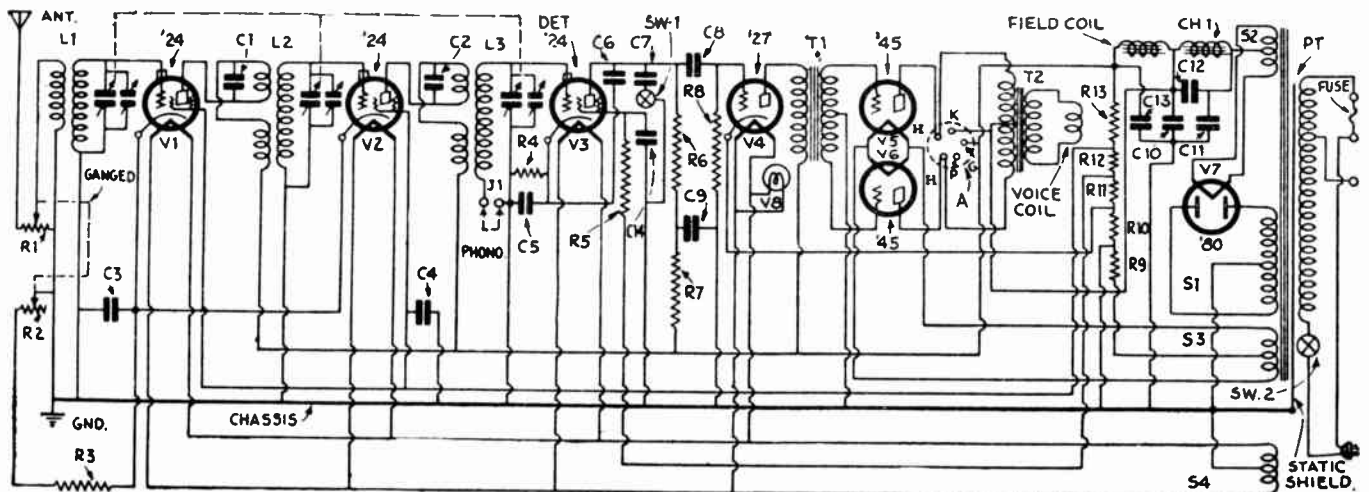 ANT.
L1
'24
C1
L2
'24
C2
L3
DET
'24
SW-1
C6
C7
C8
'27
T1
'45
FIELD COIL
CH1
S2
C12
PT
FUSE
T2
R13
C13
C10
C11
R8
R4
V1
V2
V3
V4
V5
V6
H
K
G
P
H
A
VOICE
COIL
R12
R11
R10
R9
V7
'80
GANGED
J1
R6
C9
V8
'45
R1
PHONO
C5
R5
C14
R7
S1
C3
C4
R2
S3
SW.2
GND.
CHASSIS
R3
S4
STATIC
SHIELD.